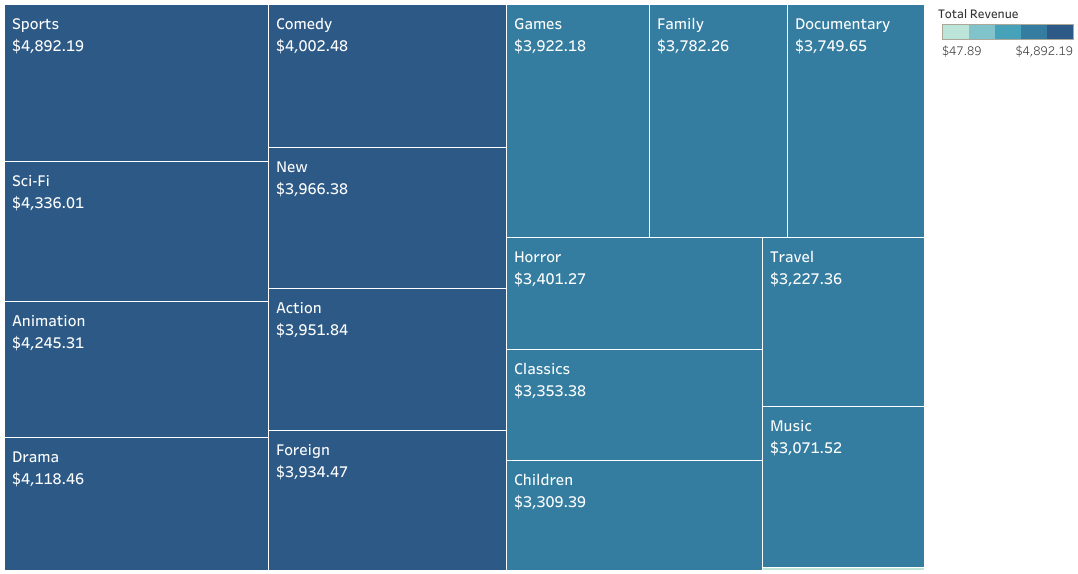 Sports
$4,892.19
Sci-Fi
$4,336.01
Animation
$4,245.31
Drama
$4,118.46
Comedy
$4,002.48
New
$3,966.38
Action
$3,951.84
Foreign
$3,934.47
Games
$3,922.18
Family
$3,782.26
Documentary
$3,749.65
Horror
$3,401.27
Classics
$3,353.38
Children
$3,309.39
Travel
$3,227.36
Music
$3,071.52
Total Revenue
$47.89 $4,892.19